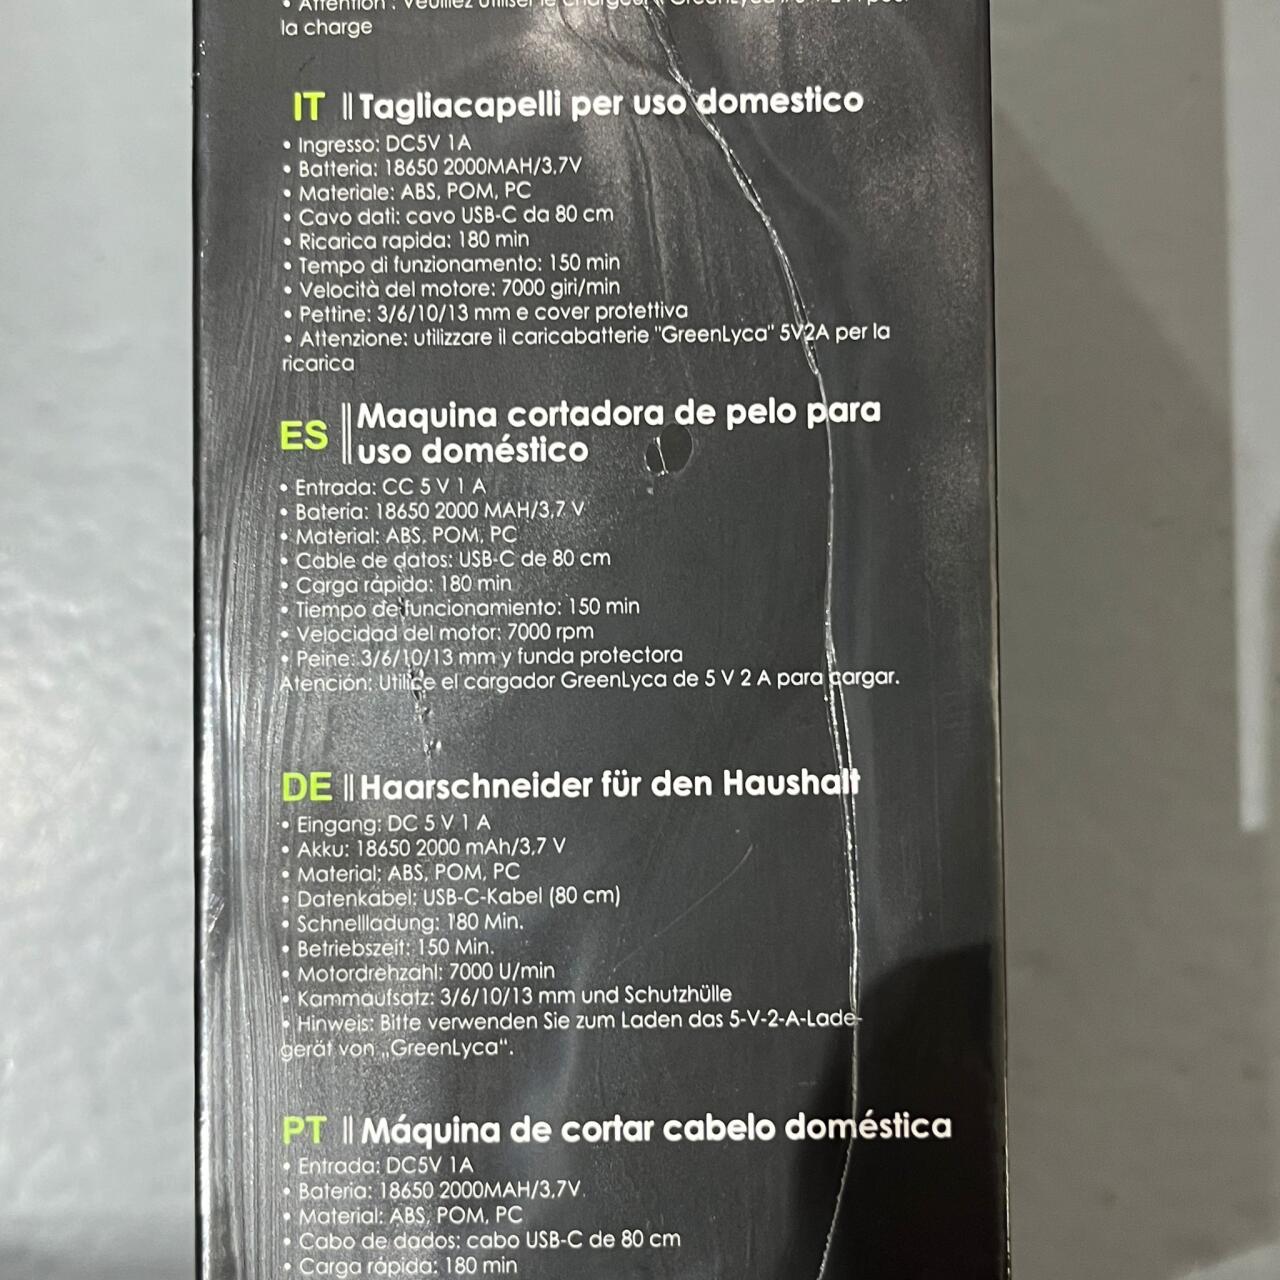 • Attention : Veuillez utiliser le
la charge
IT Tagliacapelli per uso domestico
• Ingresso: DC5V 1A
• Batteria: 18650 2000MAH/3,7V
• Materiale: ABS, POM, PC
• Cavo dati: cavo USB-C da 80 cm
• Ricarica rapida: 180 min
• Tempo di funzionamento: 150 min
• Velocità del motore: 7000 giri/min
• Pettine: 3/6/10/13 mm e cover protettiva
• Attenzione: utilizzare il caricabatterie "GreenLyca" 5V2A per la
ricarica
ES Maquina cortadora de pelo para
uso doméstico
• Entrada: CC 5 V 1 A
• Batería: 18650 2000 MAH/3,7 V
• Material: ABS, POM, PC
• Cable de datos: USB-C de 80 cm
• Carga rápida: 180 min
• Tiempo de funcionamiento: 150 min
• Velocidad del motor: 7000 rpm
• Peine: 3/6/10/13 mm y funda protectora
Atención: Utilice el cargador GreenLyca de 5 V 2 A para cargar.
DE Haarschneider für den Haushalt
• Eingang: DC 5 V 1 A
• Akku: 18650 2000 mAh/3,7 V
• Material: ABS, POM, PC
• Datenkabel: USB-C-Kabel (80 cm)
• Schnellladung: 180 Min.
• Betriebszeit: 150 Min.
• Motordrehzahl: 7000 U/min
• Kammaufsatz: 3/6/10/13 mm und Schutzhülle
• Hinweis: Bitte verwenden Sie zum Laden das 5-V-2-A-Lade-
gerät von „GreenLyca“.
PT Máquina de cortar cabelo doméstica
• Entrada: DC5V 1A
• Bateria: 18650 2000MAH/3,7V
• Material: ABS, POM, PC
• Cabo de dados: cabo USB-C de 80 cm
• Carga rápida: 180 min